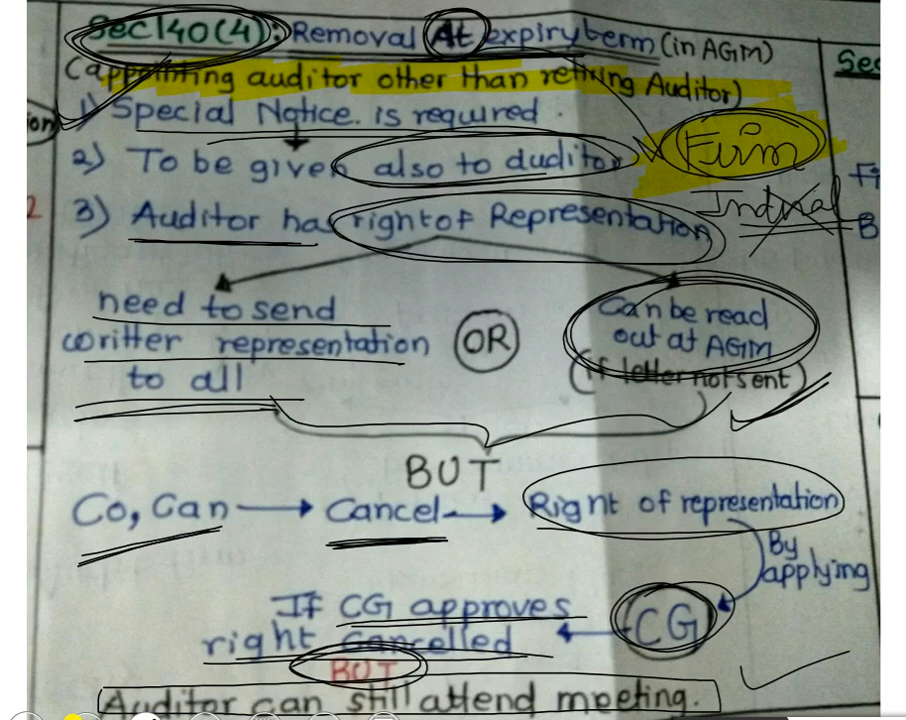 Sec 140(4): Removal At expiry term (in AGM)
(appointing auditor other than retiring Auditor)
1) Special Notice. is required.
2) To be given also to auditor
Firm
3) Auditor has right of Representation
need to send
writter representation
to all
OR
Can be read
out at AGM
(if letter not sent)
BUT
Co, Can → Cancel → Right of representation
By
applying
CG
If CG approves
right cancelled
BUT
Auditor can still attend meeting.